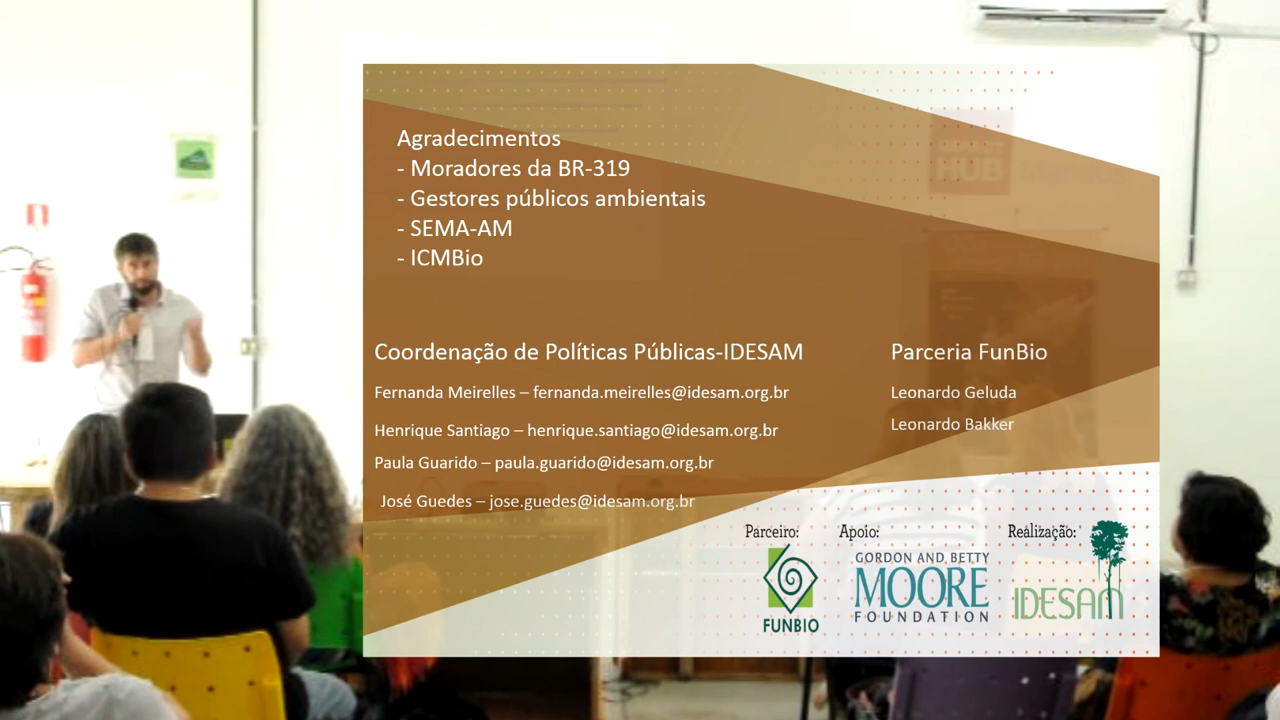 HUB
Agradecimentos
- Moradores da BR-319
- Gestores públicos ambientais
- SEMA-AM
- ICMBio
Coordenação de Políticas Públicas-IDESAM
Fernanda Meirelles – fernanda.meirelles@idesam.org.br
Henrique Santiago – henrique.santiago@idesam.org.br
Paula Guarido – paula.guarido@idesam.org.br
José Guedes – jose.guedes@idesam.org.br
Parceria FunBio
Leonardo Geluda
Leonardo Bakker
Parceiro:
FUNBIO
Apoio:
GORDON AND BETTY
MOORE
FOUNDATION
Realização:
IDESAM